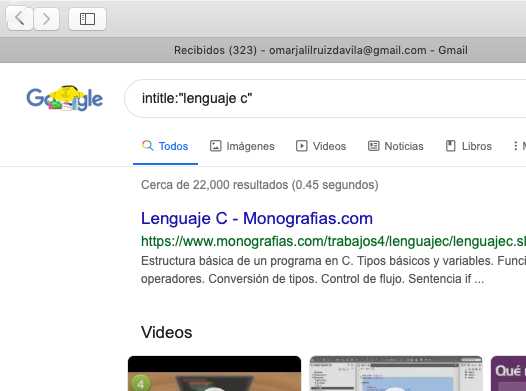 Recibidos (323) - omarjalilruizdavila@gmail.com - Gmail
Google
intitle:"lenguaje c"
Todos Imágenes Videos Noticias Libros
Cerca de 22,000 resultados (0.45 segundos)
Lenguaje C - Monografias.com
https://www.monografias.com/trabajos4/lenguajec/lenguajec.s
Estructura básica de un programa en C. Tipos básicos y variables. Funci
operadores. Conversión de tipos. Control de flujo. Sentencia if ...
Videos
4
Qué